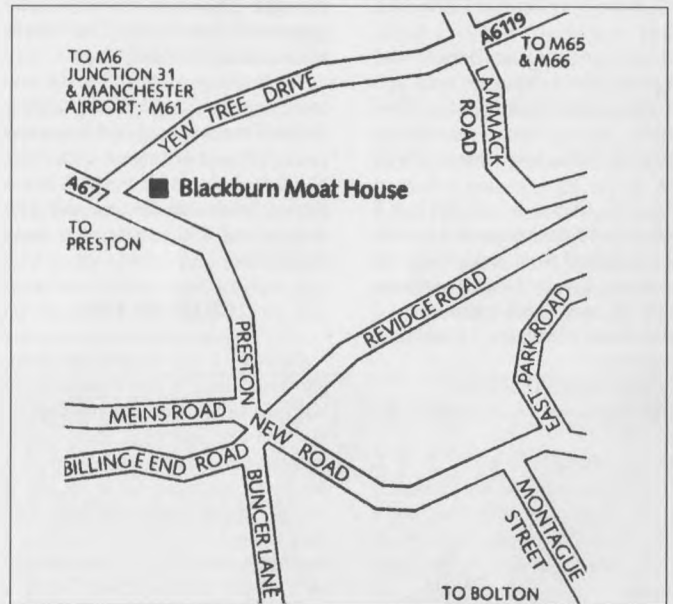 A6119
TO M6
JUNCTION 31
& MANCHESTER
AIRPORT; M61
TO M65
& M66
YEW TREE DRIVE
LAMMACK
ROAD
A677
Blackburn Moat House
TO
PRESTON
REVIDGE ROAD
EAST PARK ROAD
PRESTON
NEW ROAD
MEINS ROAD
BILLINGE END ROAD
BUNCER LANE
MONTAGUE
STREET
TO BOLTON